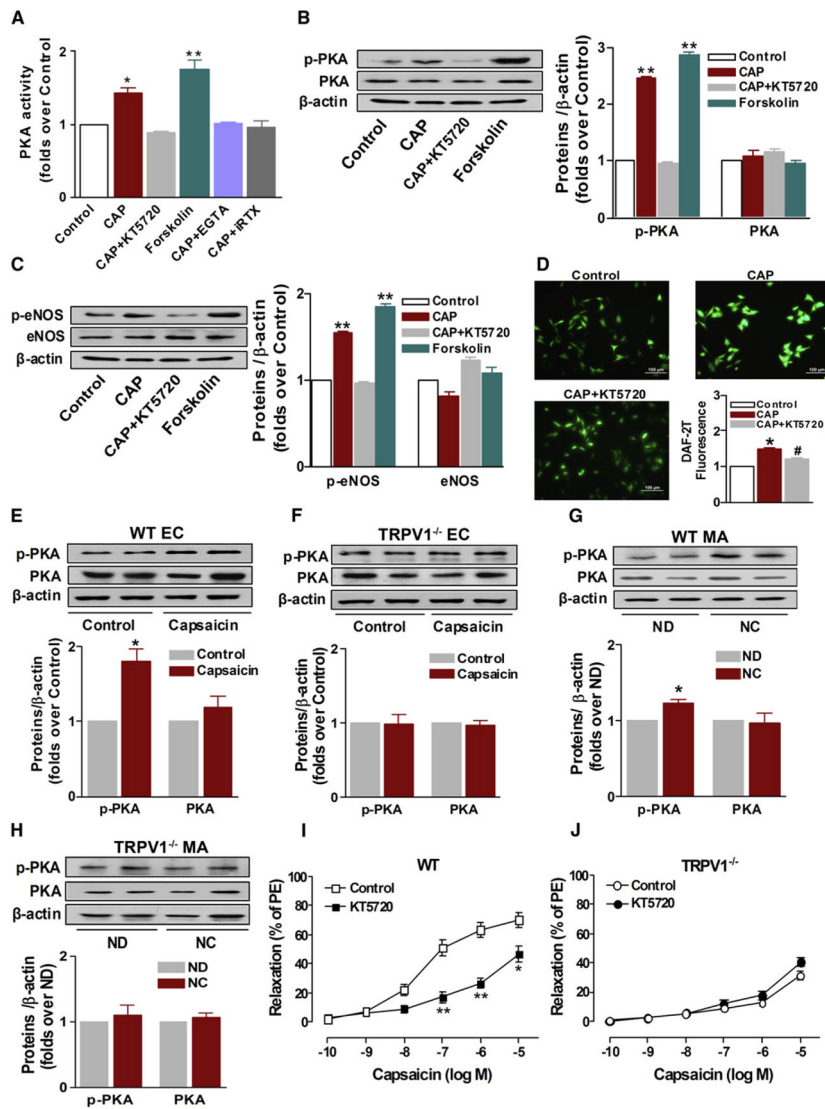 A
PKA activity
(folds over Control)
2
1
0
*
**
Control
CAP
CAP+KT5720
Forskolin
CAP+EGTA
CAP+iRTX
B
p-PKA
PKA
β-actin
Control
CAP
CAP+KT5720
Forskolin
Proteins /β-actin
(folds over Control)
3
2
1
0
**
**
Control
CAP
CAP+KT5720
Forskolin
p-PKA
PKA
C
p-eNOS
eNOS
β-actin
Control
CAP
CAP+KT5720
Forskolin
Proteins /β-actin
(folds over Control)
2
1
0
**
**
Control
CAP
CAP+KT5720
Forskolin
p-eNOS
eNOS
D
Control
CAP
100 μm
100 μm
CAP+KT5720
100 μm
DAF-2T
Fluorescence
3
2
1
0
Control
CAP
CAP+KT5720
*
#
E
WT EC
p-PKA
PKA
β-actin
Control
Capsaicin
Proteins/β-actin
(folds over Control)
2
1
0
*
Control
Capsaicin
p-PKA
PKA
F
TRPV1-/- EC
p-PKA
PKA
β-actin
Control
Capsaicin
Proteins/β-actin
(folds over Control)
2
1
0
Control
Capsaicin
p-PKA
PKA
G
WT MA
p-PKA
PKA
β-actin
ND
NC
Proteins/ β-actin
(folds over ND)
2
1
0
*
ND
NC
p-PKA
PKA
H
TRPV1-/- MA
p-PKA
PKA
β-actin
ND
NC
Proteins /β-actin
(folds over ND)
2
1
0
ND
NC
p-PKA
PKA
I
WT
Relaxation (% of PE)
100
80
60
40
20
0
Control
KT5720
**
**
*
-10
-9
-8
-7
-6
-5
Capsaicin (log M)
J
TRPV1-/-
Relaxation (% of PE)
100
80
60
40
20
0
Control
KT5720
-10
-9
-8
-7
-6
-5
Capsaicin (log M)